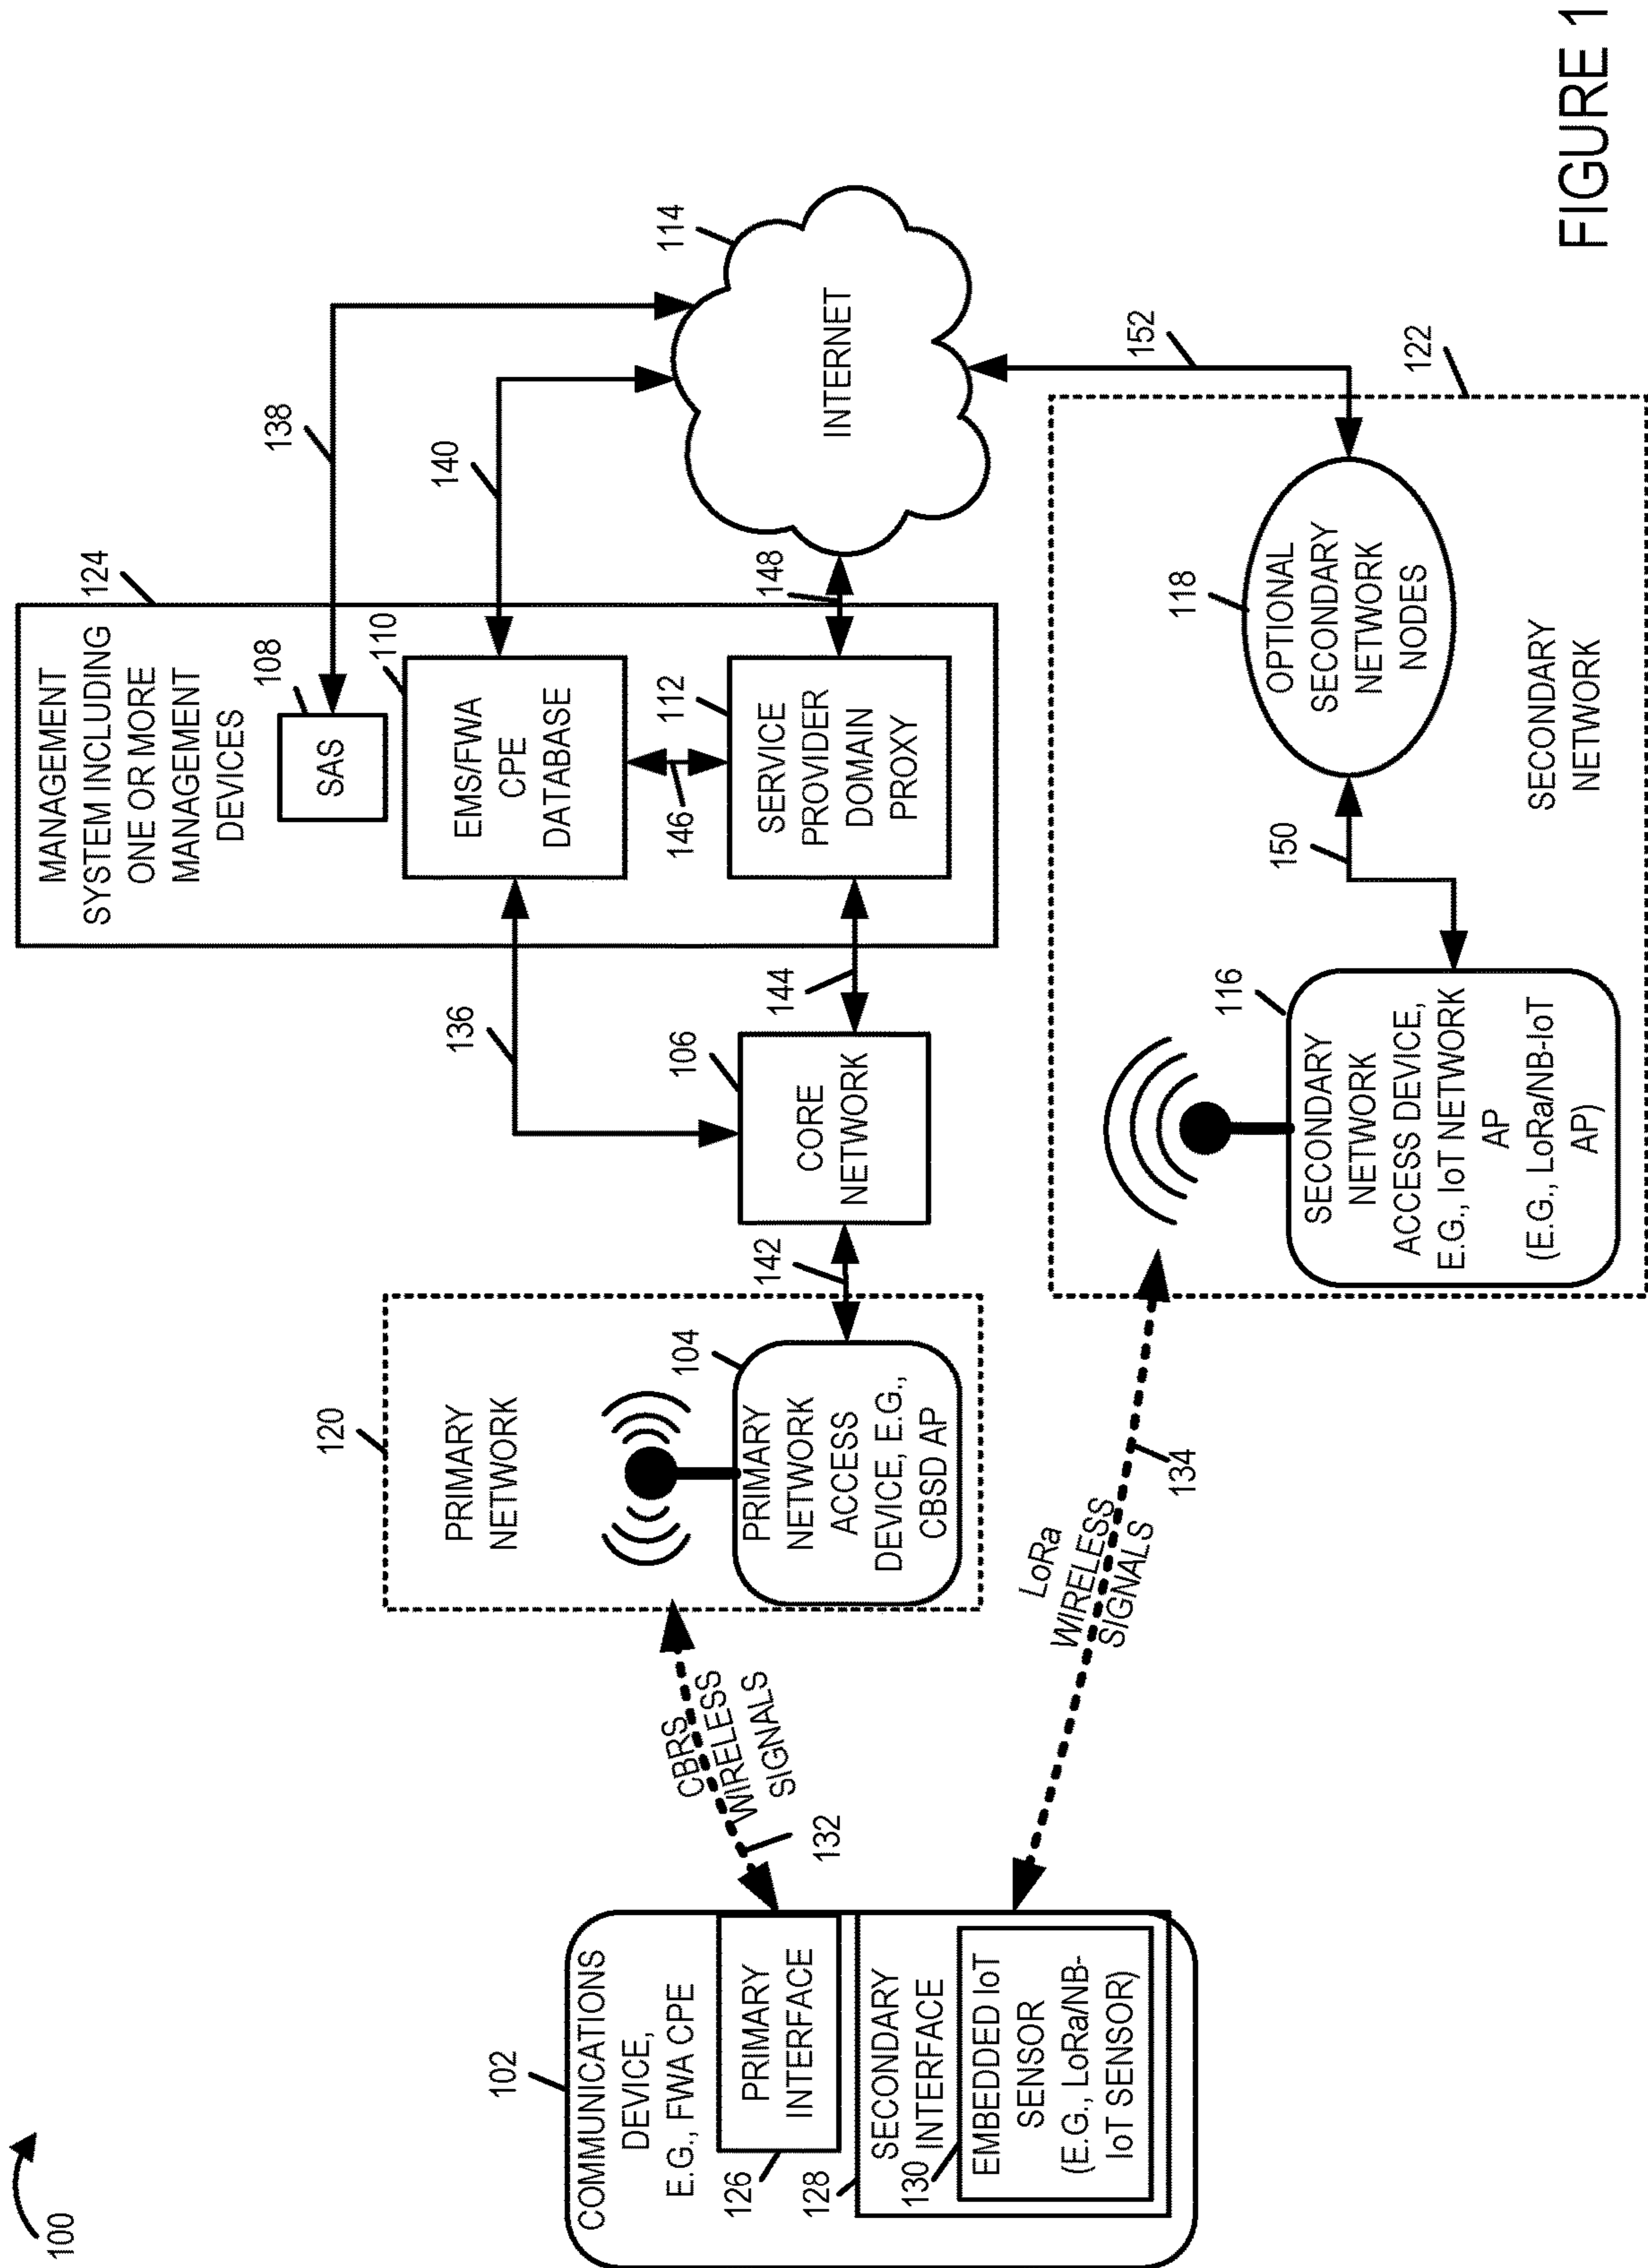 100
102
COMMUNICATIONS
DEVICE,
E.G., FWA CPE
126
PRIMARY
INTERFACE
128
SECONDARY
INTERFACE
130
EMBEDDED IoT
SENSOR
(E.G., LoRa/NB-
IoT SENSOR)
CBRS
WIRELESS
SIGNALS
132
LoRa
WIRELESS
SIGNALS
134
120
PRIMARY
NETWORK
104
PRIMARY
NETWORK
ACCESS
DEVICE, E.G.,
CBSD AP
142
106
CORE
NETWORK
136
144
124
MANAGEMENT
SYSTEM INCLUDING
ONE OR MORE
MANAGEMENT
DEVICES
108
SAS
110
EMS/FWA
CPE
DATABASE
146
112
SERVICE
PROVIDER
DOMAIN
PROXY
138
140
148
114
INTERNET
152
122
116
SECONDARY
NETWORK
ACCESS DEVICE,
E.G., IoT NETWORK
AP
(E.G., LoRa/NB-IoT
AP)
150
118
OPTIONAL
SECONDARY
NETWORK
NODES
SECONDARY
NETWORK
FIGURE 1